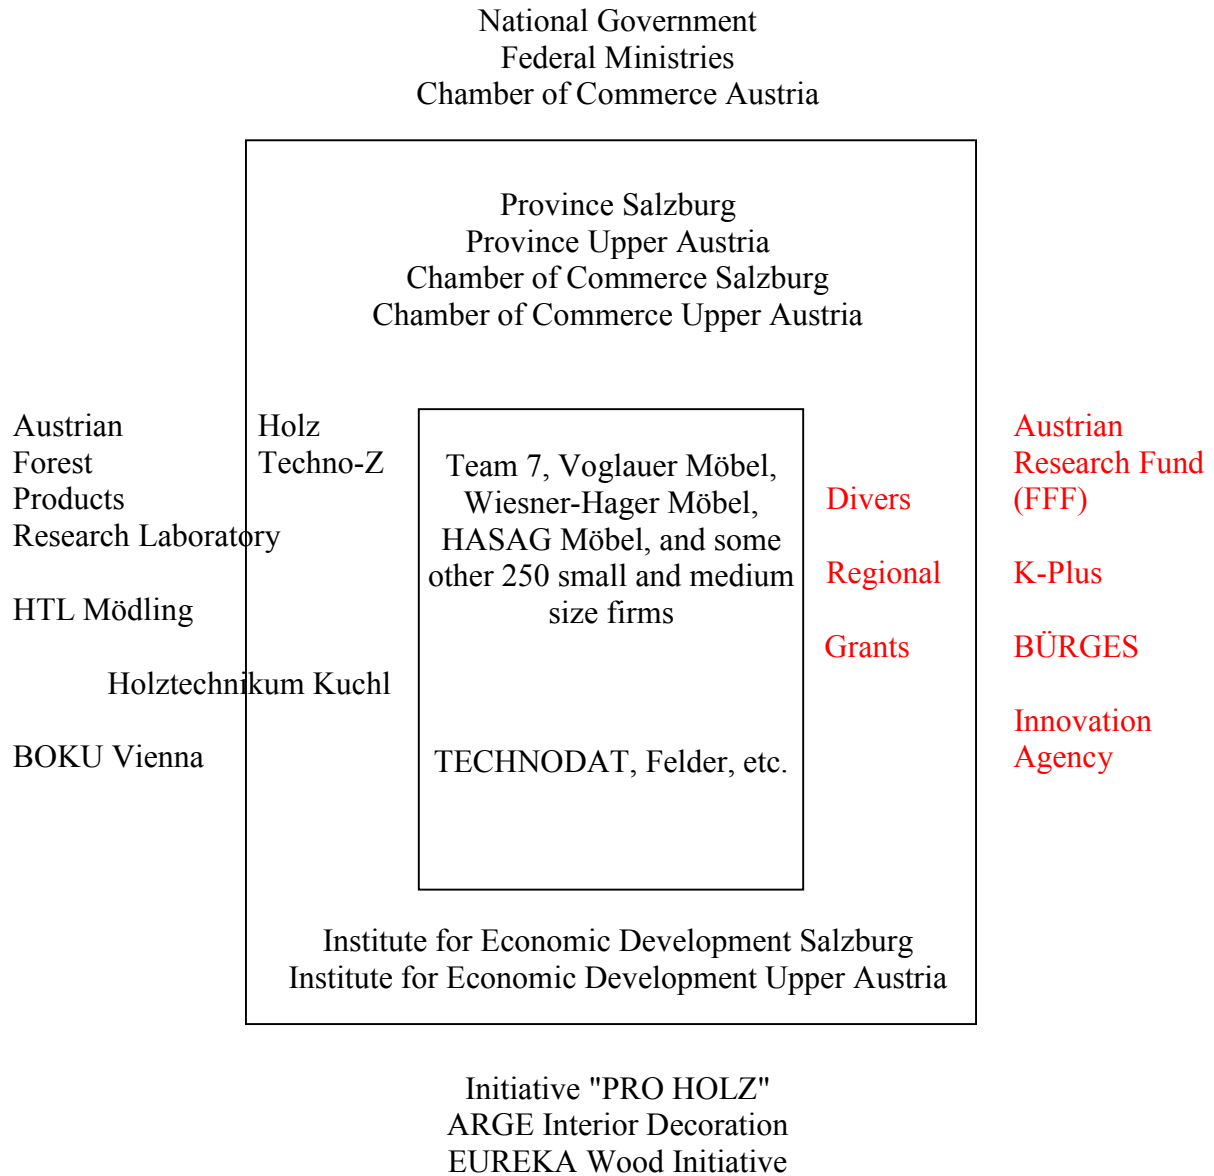 National Government
Federal Ministries
Chamber of Commerce Austria
Province Salzburg
Province Upper Austria
Chamber of Commerce Salzburg
Chamber of Commerce Upper Austria
Austrian
Forest
Products
Research Laboratory
HTL Mödling
Holztechnikum Kuchl
BOKU Vienna
Holz
Techno-Z
Team 7, Voglauer Möbel,
Wiesner-Hager Möbel,
HASAG Möbel, and some
other 250 small and medium
size firms
TECHNODAT, Felder, etc.
Divers
Regional
Grants
Austrian
Research Fund
(FFF)
K-Plus
BÜRGES
Innovation
Agency
Institute for Economic Development Salzburg
Institute for Economic Development Upper Austria
Initiative "PRO HOLZ"
ARGE Interior Decoration
EUREKA Wood Initiative